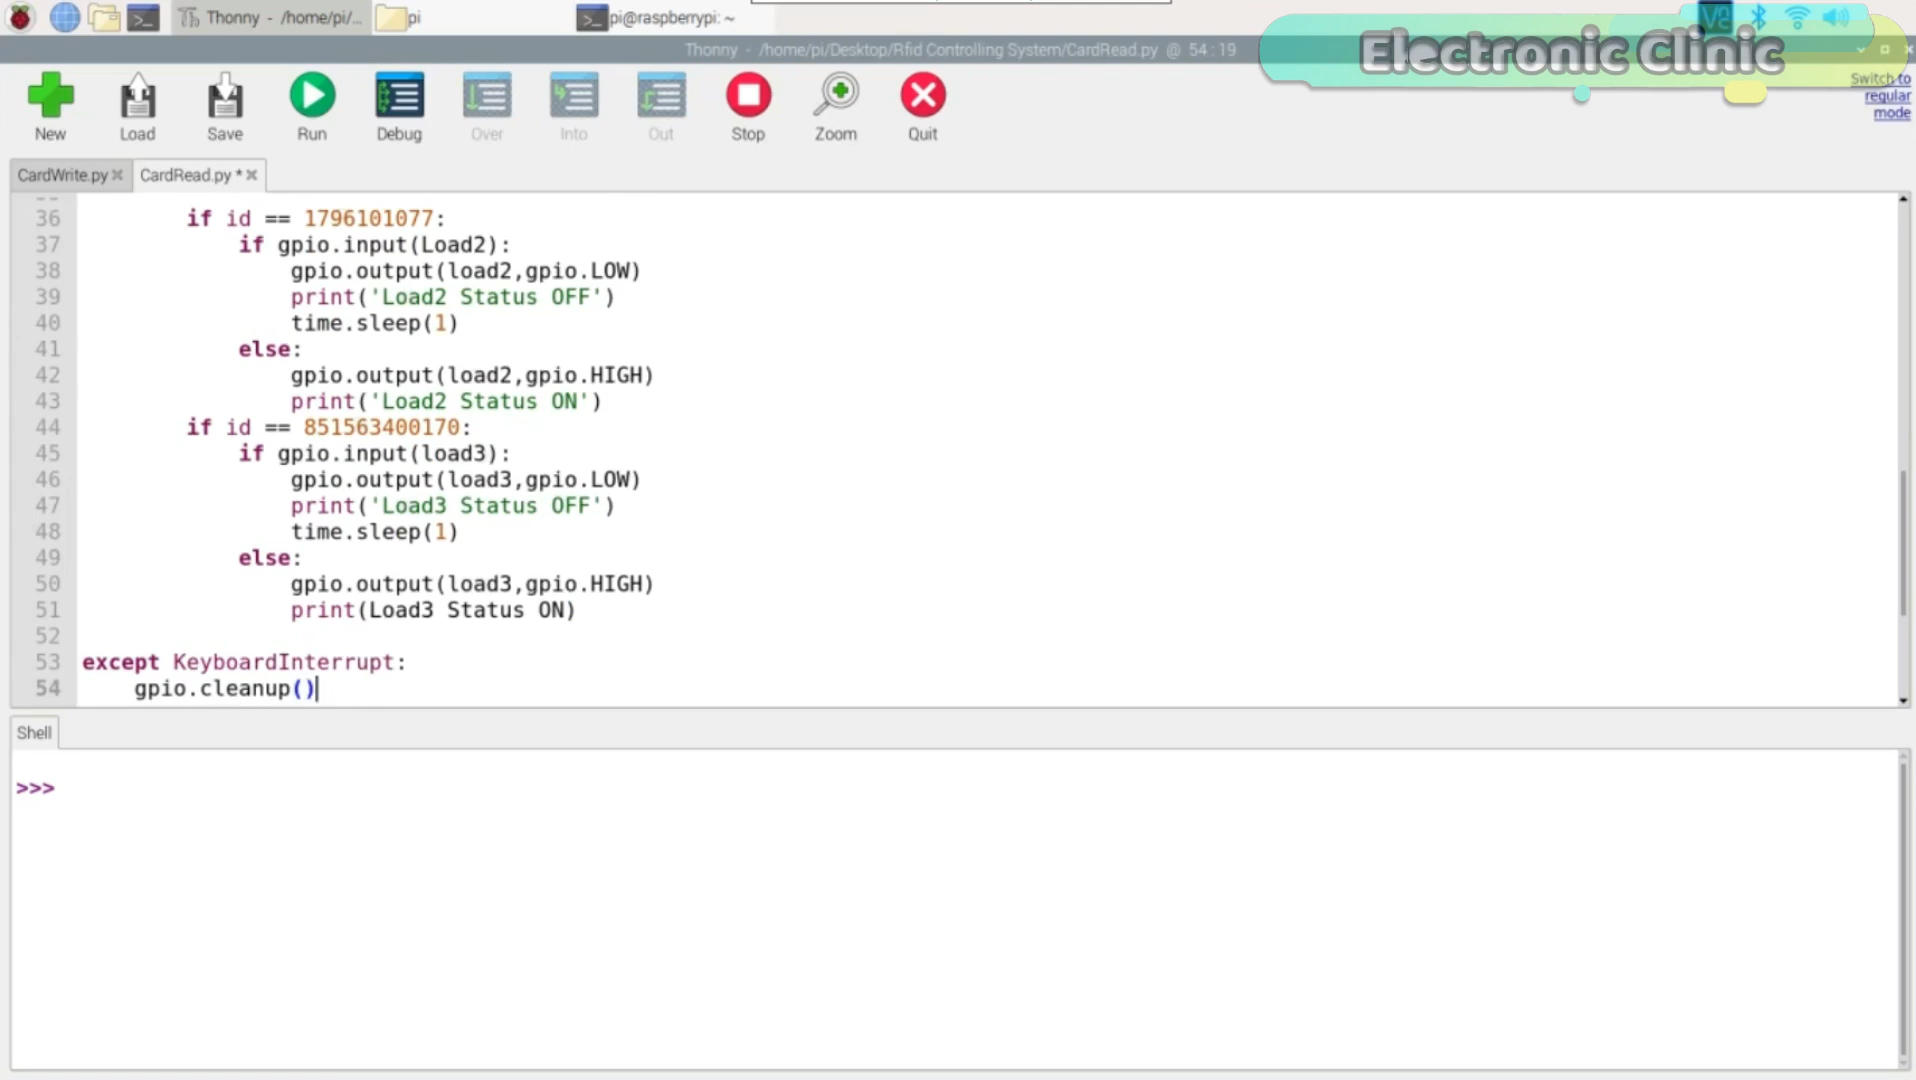 Thonny - /home/pi/...
pi
pi@raspberrypi: ~
Thonny - /home/pi/Desktop/Rfid Controlling System/CardRead.py @ 54 : 19
Electronic Clinic
Switch to
regular
mode
New
Load
Save
Run
Debug
Over
Into
Out
Stop
Zoom
Quit
CardWrite.py
CardRead.py *
36 if id == 1796101077:
37 if gpio.input(Load2):
38 gpio.output(load2,gpio.LOW)
39 print('Load2 Status OFF')
40 time.sleep(1)
41 else:
42 gpio.output(load2,gpio.HIGH)
43 print('Load2 Status ON')
44 if id == 851563400170:
45 if gpio.input(load3):
46 gpio.output(load3,gpio.LOW)
47 print('Load3 Status OFF')
48 time.sleep(1)
49 else:
50 gpio.output(load3,gpio.HIGH)
51 print(Load3 Status ON)
52
53 except KeyboardInterrupt:
54 gpio.cleanup()
Shell
>>>